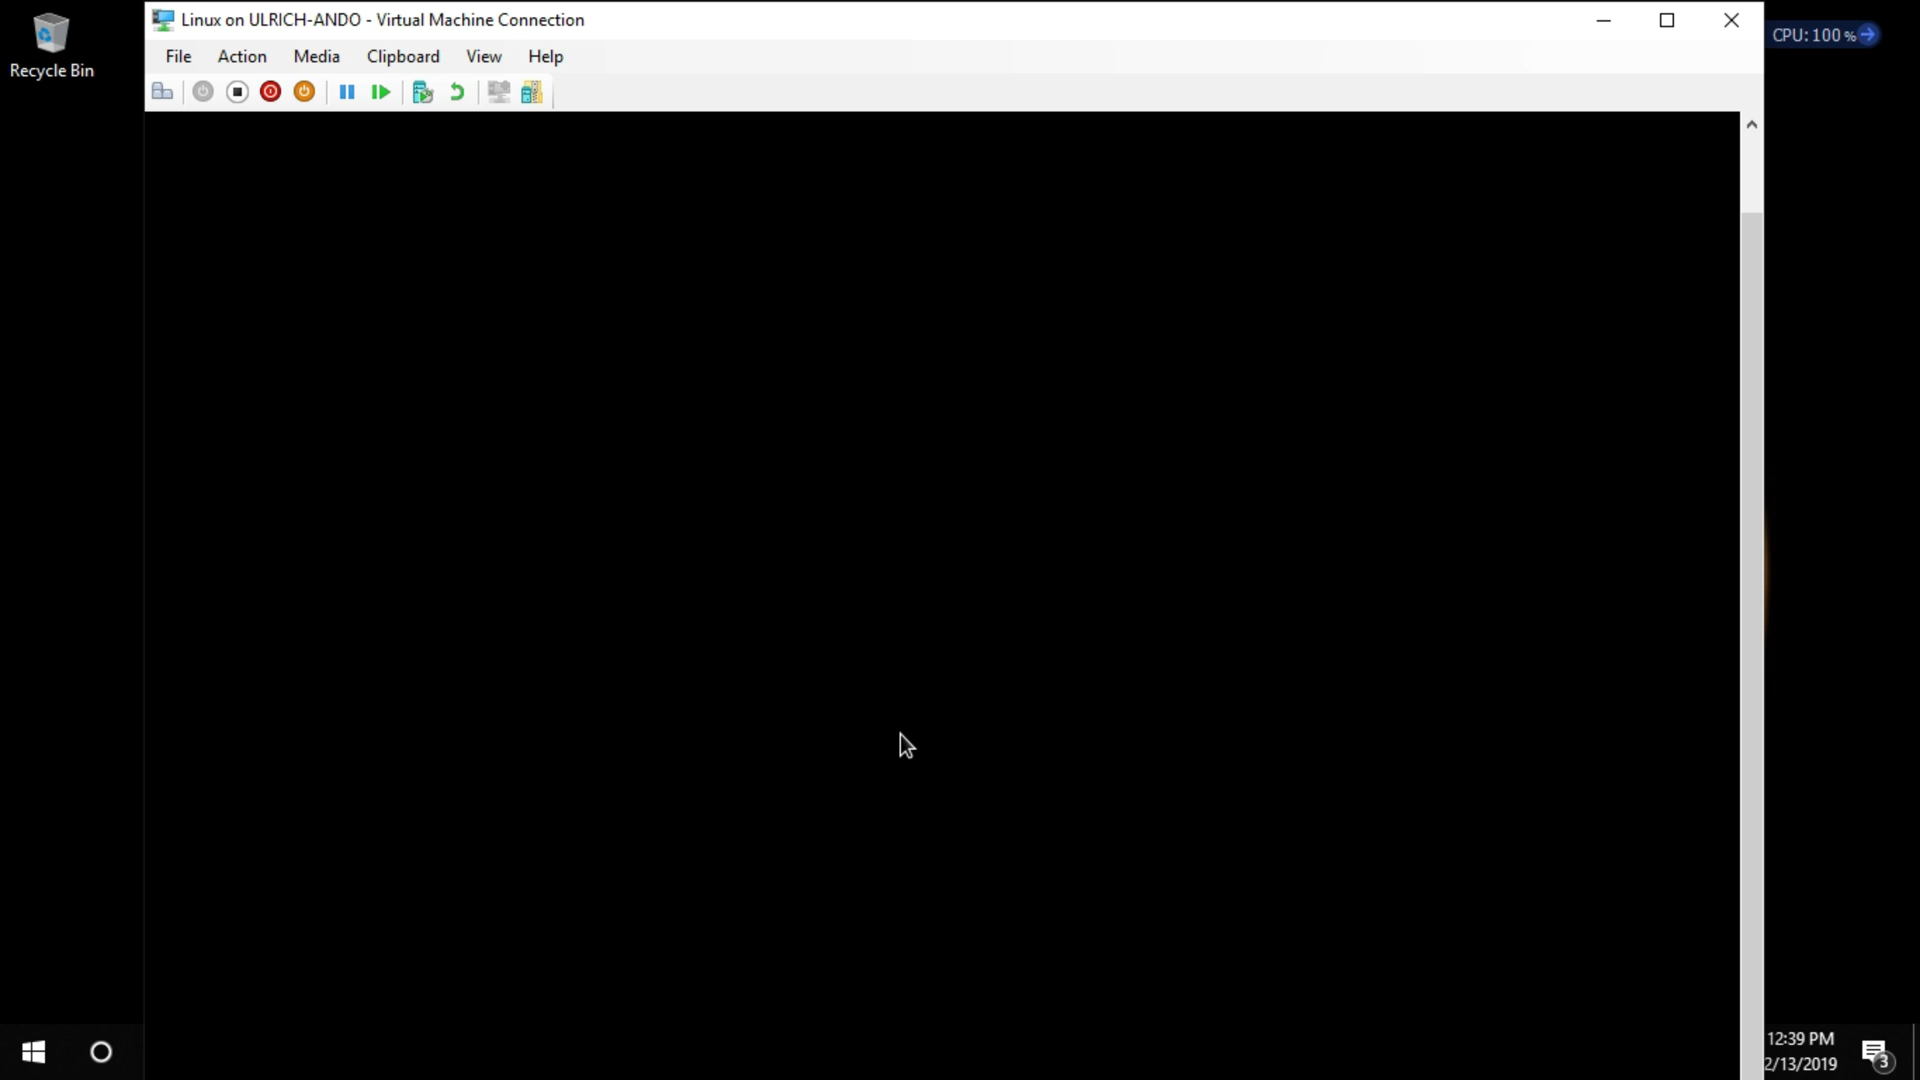 Linux on ULRICH-ANDO - Virtual Machine Connection
CPU: 100 %
Recycle Bin
File Action Media Clipboard View Help
12:39 PM
2/13/2019
3